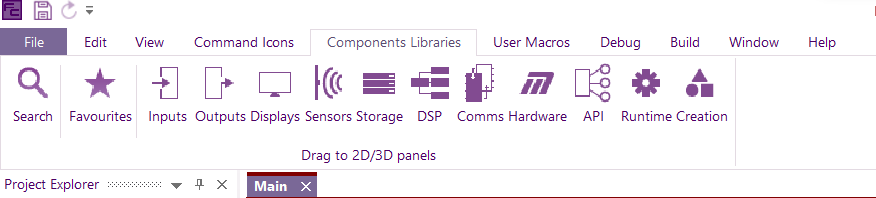 FC
File Edit View Command Icons Components Libraries User Macros Debug Build Window Help
Search Favourites Inputs Outputs Displays Sensors Storage DSP Comms Hardware API Runtime Creation
Drag to 2D/3D panels
Project Explorer Main